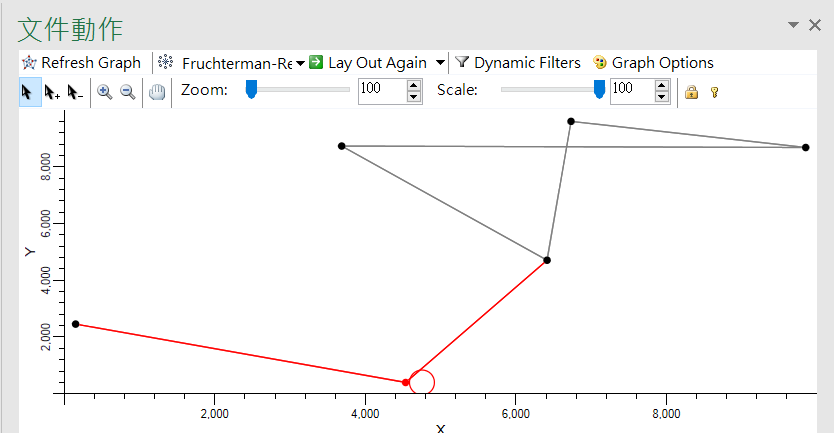 文件動作
Refresh Graph Fruchterman-Re Lay Out Again Dynamic Filters Graph Options
Zoom: 100 Scale: 100
8,000
6,000
Y
4,000
2,000
2,000 4,000 6,000 8,000
X